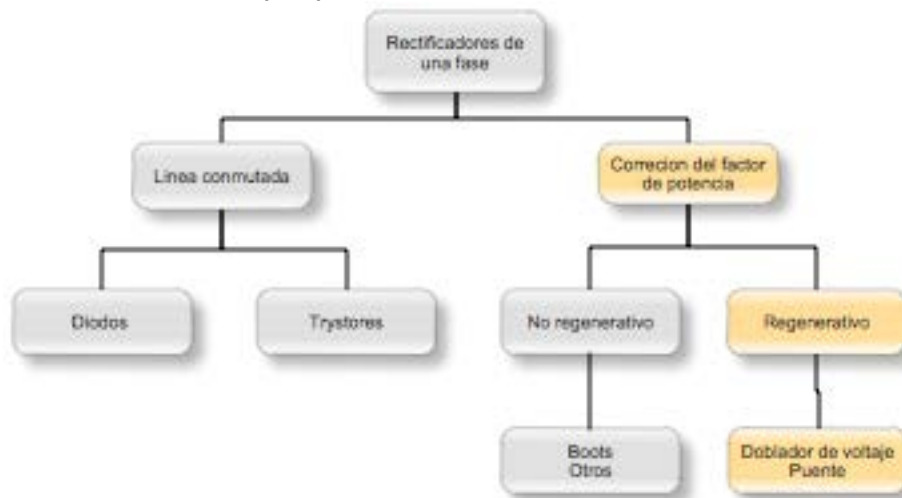 Rectificadores de
una fase
Linea conmutada
Correcion del factor
de potencia
Diodos
Trystores
No regenerativo
Regenerativo
Boots
Otros
Doblador de voltaje
Puente